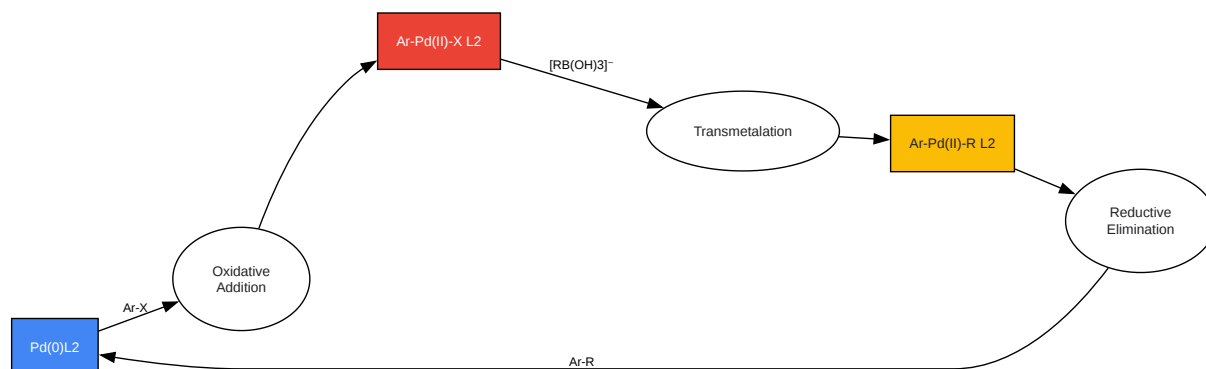 Ar-Pd(II)-X L2
[RB(OH)3]⁻
Transmetalation
Ar-Pd(II)-R L2
Reductive
Elimination
Oxidative
Addition
Ar-X
Pd(0)L2
Ar-R